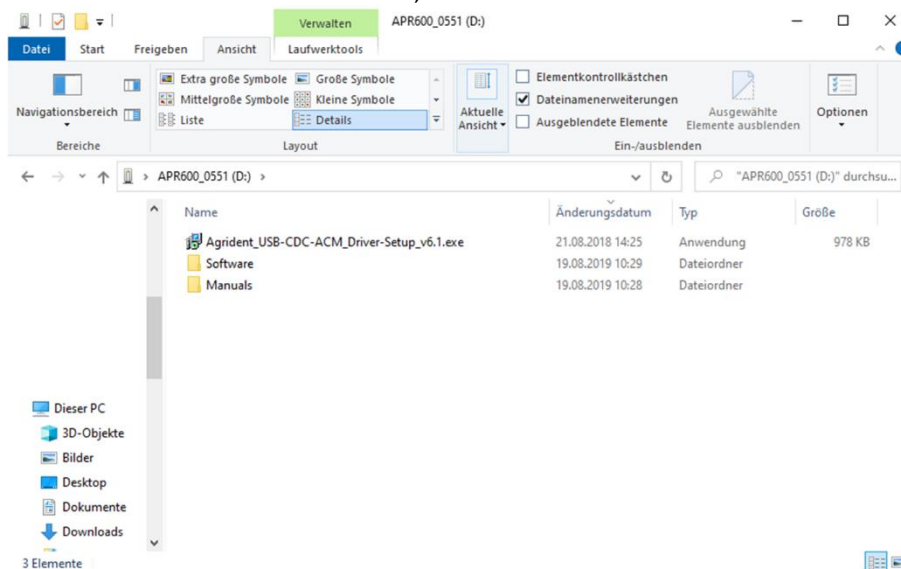 Verwalten APR600_0551 (D:)
Datei Start Freigeben Ansicht Laufwerktools
Extra große Symbole Große Symbole
Mittelgroße Symbole Kleine Symbole
Liste Details
Navigationsbereich
Aktuelle Ansicht
Elementkontrollkästchen
Dateinamenerweiterungen
Ausgeblendete Elemente
Ausgewählte
Elemente ausblenden
Optionen
Bereiche Layout Ein-/ausblenden
APR600_0551 (D:) "APR600_0551 (D:)" durchsu...
Name Änderungsdatum Typ Größe
Agrident_USB-CDC-ACM_Driver-Setup_v6.1.exe 21.08.2018 14:25 Anwendung 978 KB
Software 19.08.2019 10:29 Dateiordner
Manuals 19.08.2019 10:28 Dateiordner
Dieser PC
3D-Objekte
Bilder
Desktop
Dokumente
Downloads
3 Elemente